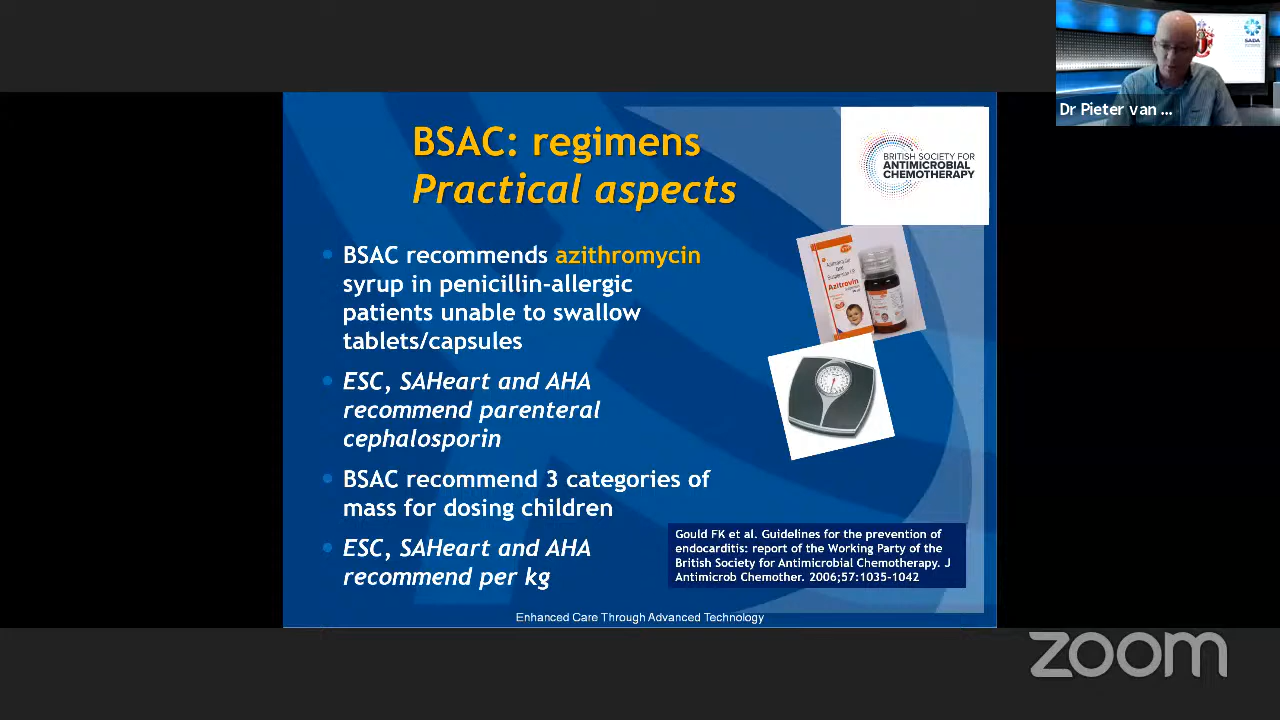 SADA
Dr Pieter van ...
BSAC: regimens
Practical aspects
BRITISH SOCIETY FOR
ANTIMICROBIAL
CHEMOTHERAPY
• BSAC recommends azithromycin
syrup in penicillin-allergic
patients unable to swallow
tablets/capsules
Azitrovin
• ESC, SAHeart and AHA
recommend parenteral
cephalosporin
• BSAC recommend 3 categories of
mass for dosing children
• ESC, SAHeart and AHA
recommend per kg
Gould FK et al. Guidelines for the prevention of
endocarditis: report of the Working Party of the
British Society for Antimicrobial Chemotherapy. J
Antimicrob Chemother. 2006;57:1035-1042
Enhanced Care Through Advanced Technology
zoom